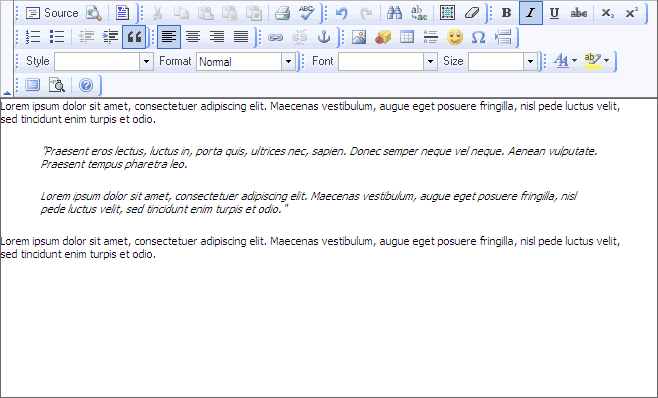 Source
ABC
ab
ac
B I U abc X₂ X²
Style Format Normal Font Size
Lorem ipsum dolor sit amet, consectetuer adipiscing elit. Maecenas vestibulum, augue eget posuere fringilla, nisl pede luctus velit,
sed tincidunt enim turpis et odio.
"Praesent eros lectus, luctus in, porta quis, ultrices nec, sapien. Donec semper neque vel neque. Aenean vulputate.
Praesent tempus pharetra leo.
Lorem ipsum dolor sit amet, consectetuer adipiscing elit. Maecenas vestibulum, augue eget posuere fringilla, nisl
pede luctus velit, sed tincidunt enim turpis et odio."
Lorem ipsum dolor sit amet, consectetuer adipiscing elit. Maecenas vestibulum, augue eget posuere fringilla, nisl pede luctus velit,
sed tincidunt enim turpis et odio.